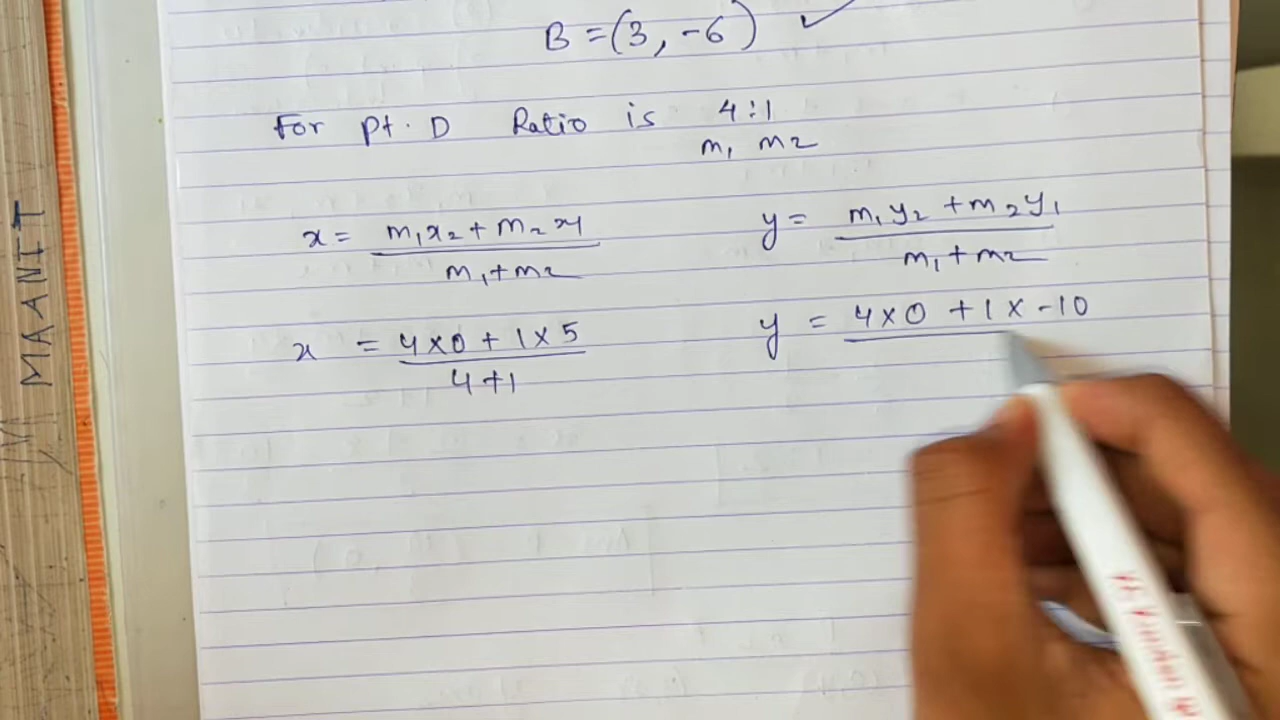 B = (3, -6) ✓
For pt. D Ratio is 4:1
m1 m2
x = m1x2 + m2x1 / m1 + m2
y = m1y2 + m2y1 / m1 + m2
x = 4×0 + 1×5 / 4+1
y = 4×0 + 1×-10
MAANIT